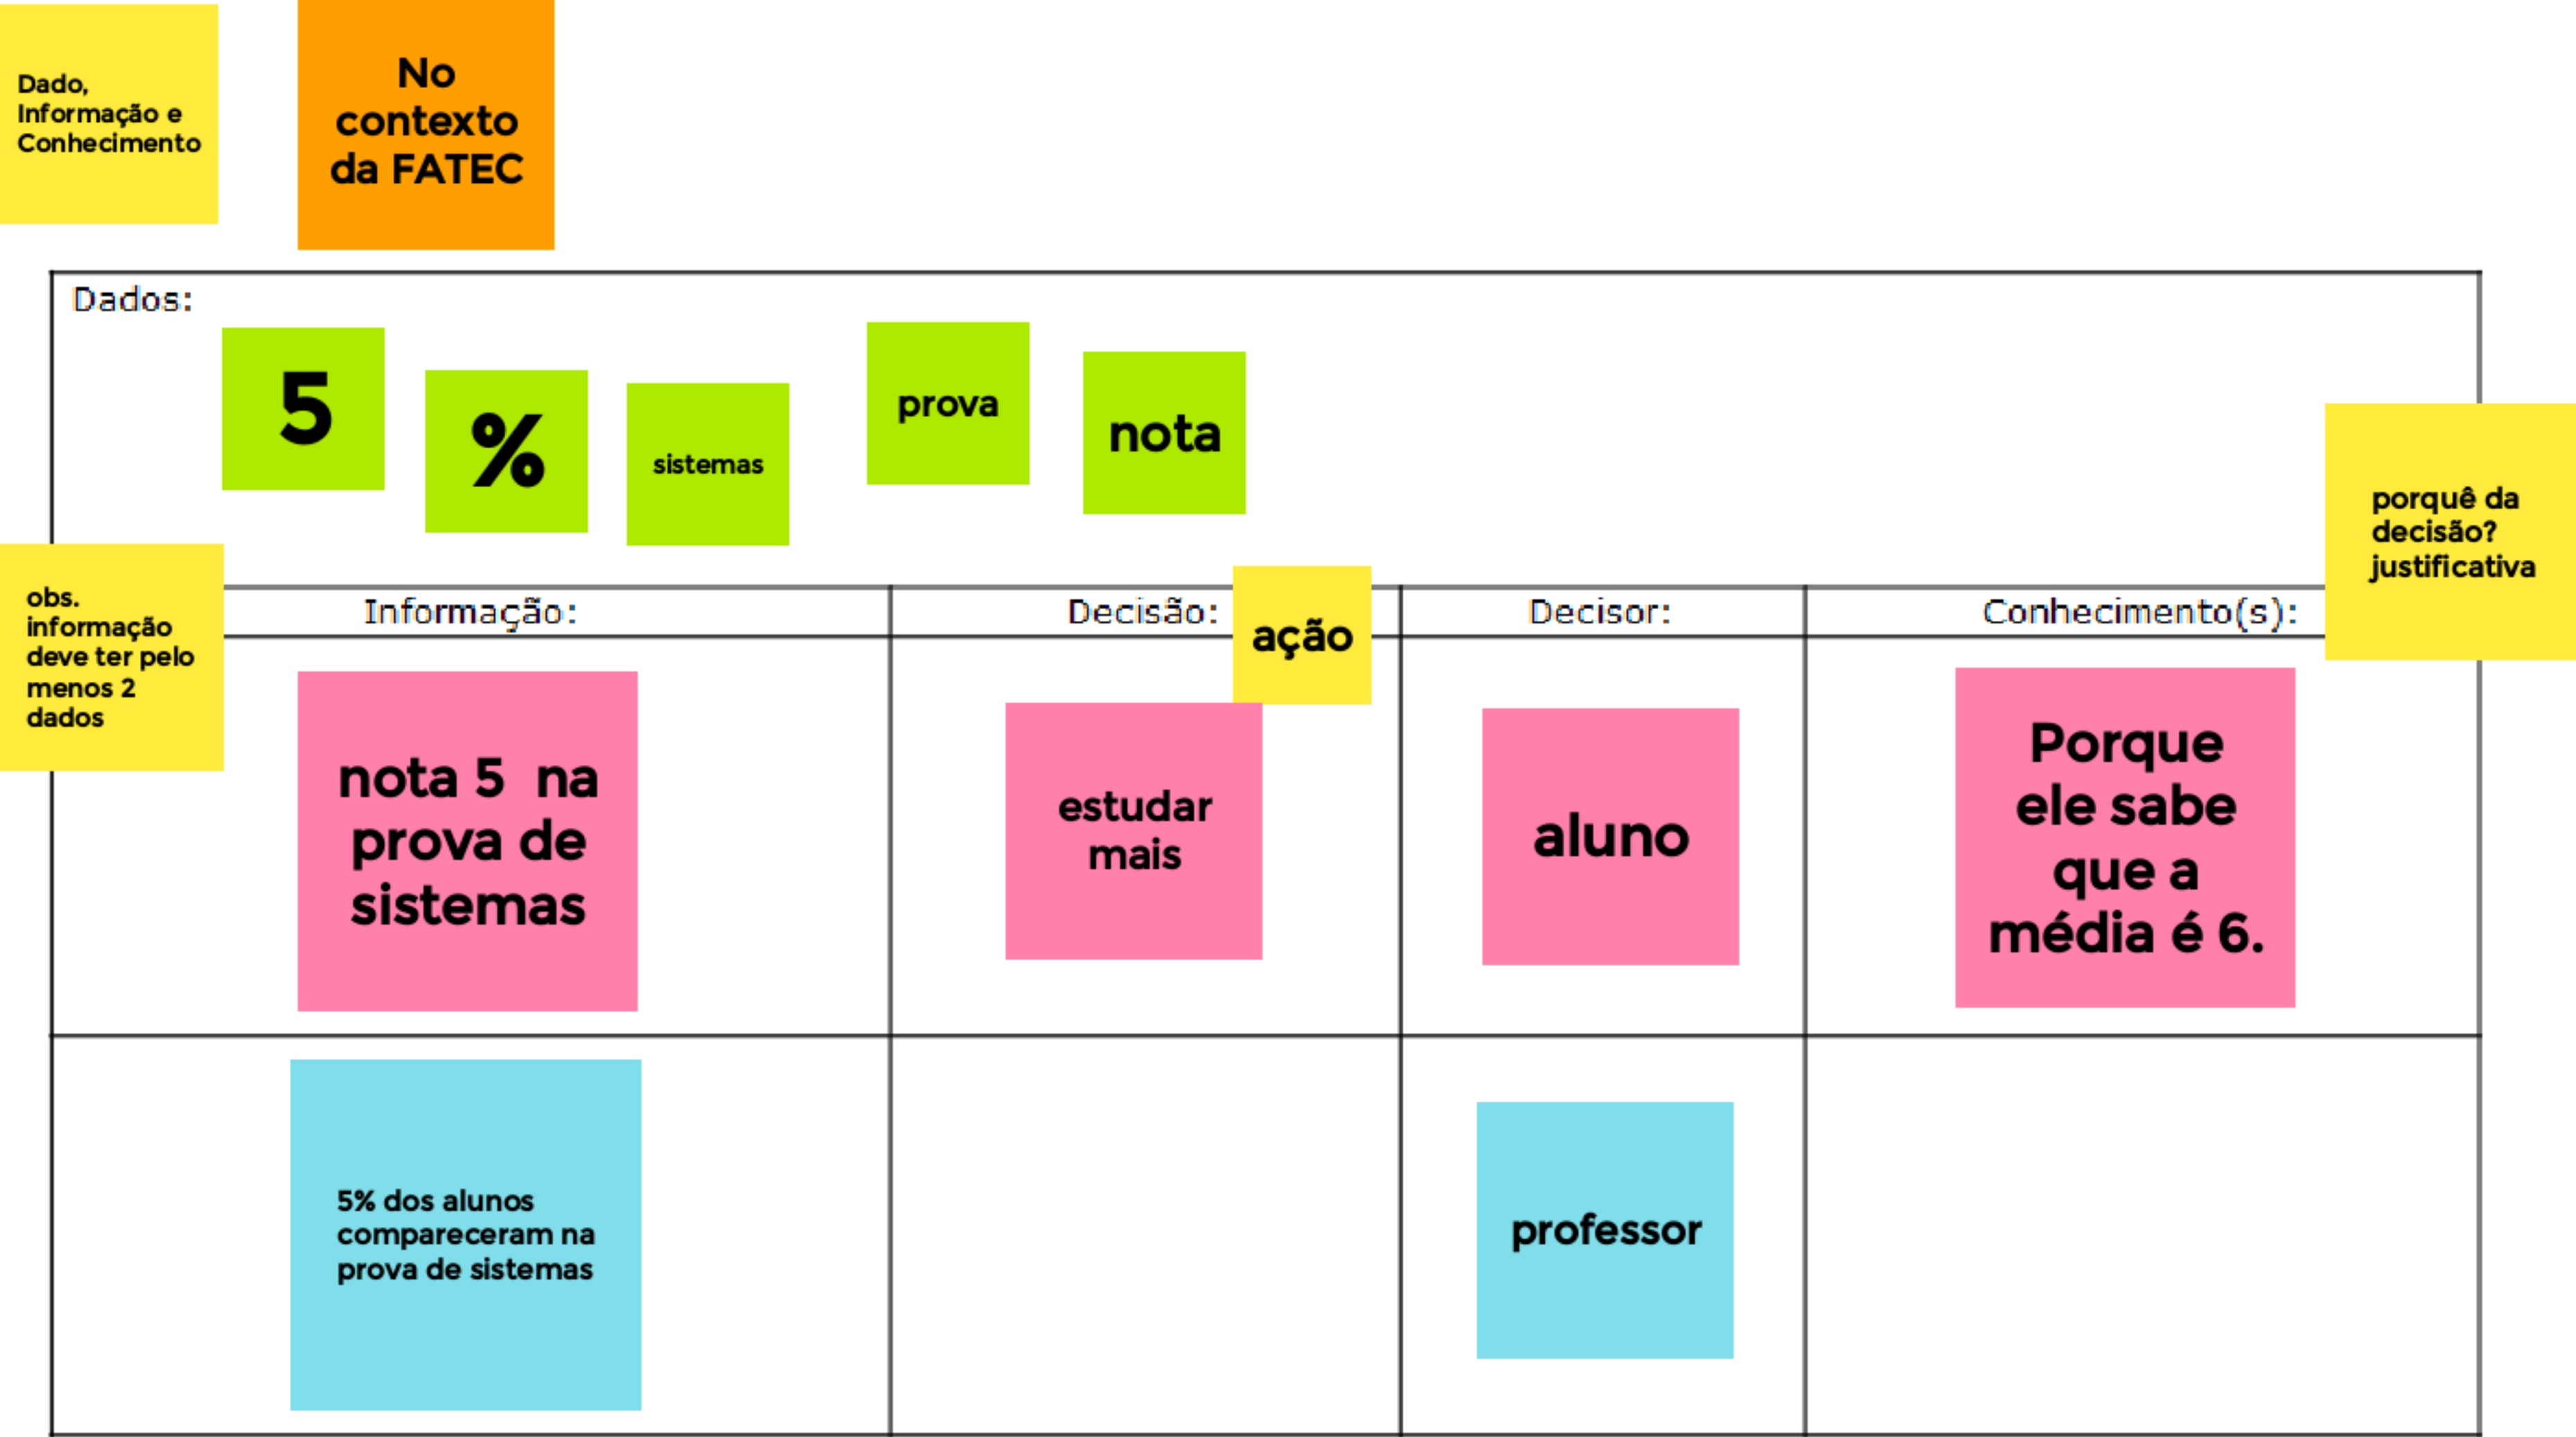 Dado,
Informação e
Conhecimento
No
contexto
da FATEC
Dados:
5
%
sistemas
prova
nota
porquê da
decisão?
justificativa
obs.
informação
deve ter pelo
menos 2
dados
Informação:
Decisão:
ação
Decisor:
Conhecimento(s):
nota 5 na
prova de
sistemas
estudar
mais
aluno
Porque
ele sabe
que a
média é 6.
5% dos alunos
compareceram na
prova de sistemas
professor